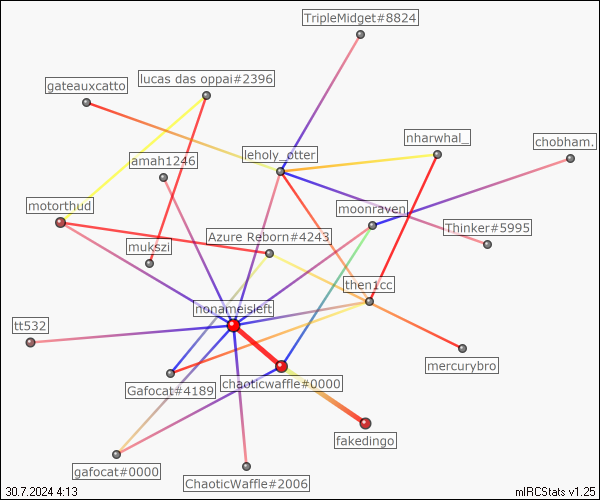 TripleMidget#8824
lucas das oppai#2396
gateauxcatto
nharwhal_
chobham.
leholy_otter
amah1246
motorthud
moonraven
Thinker#5995
Azure Reborn#4243
mukszi
then1cc
nonameisleft
tt532
mercurybro
chaoticwaffle#0000
Gafocat#4189
fakedingo
gafocat#0000
ChaoticWaffle#2006
30.7.2024 4:13
mIRCStats v1.25